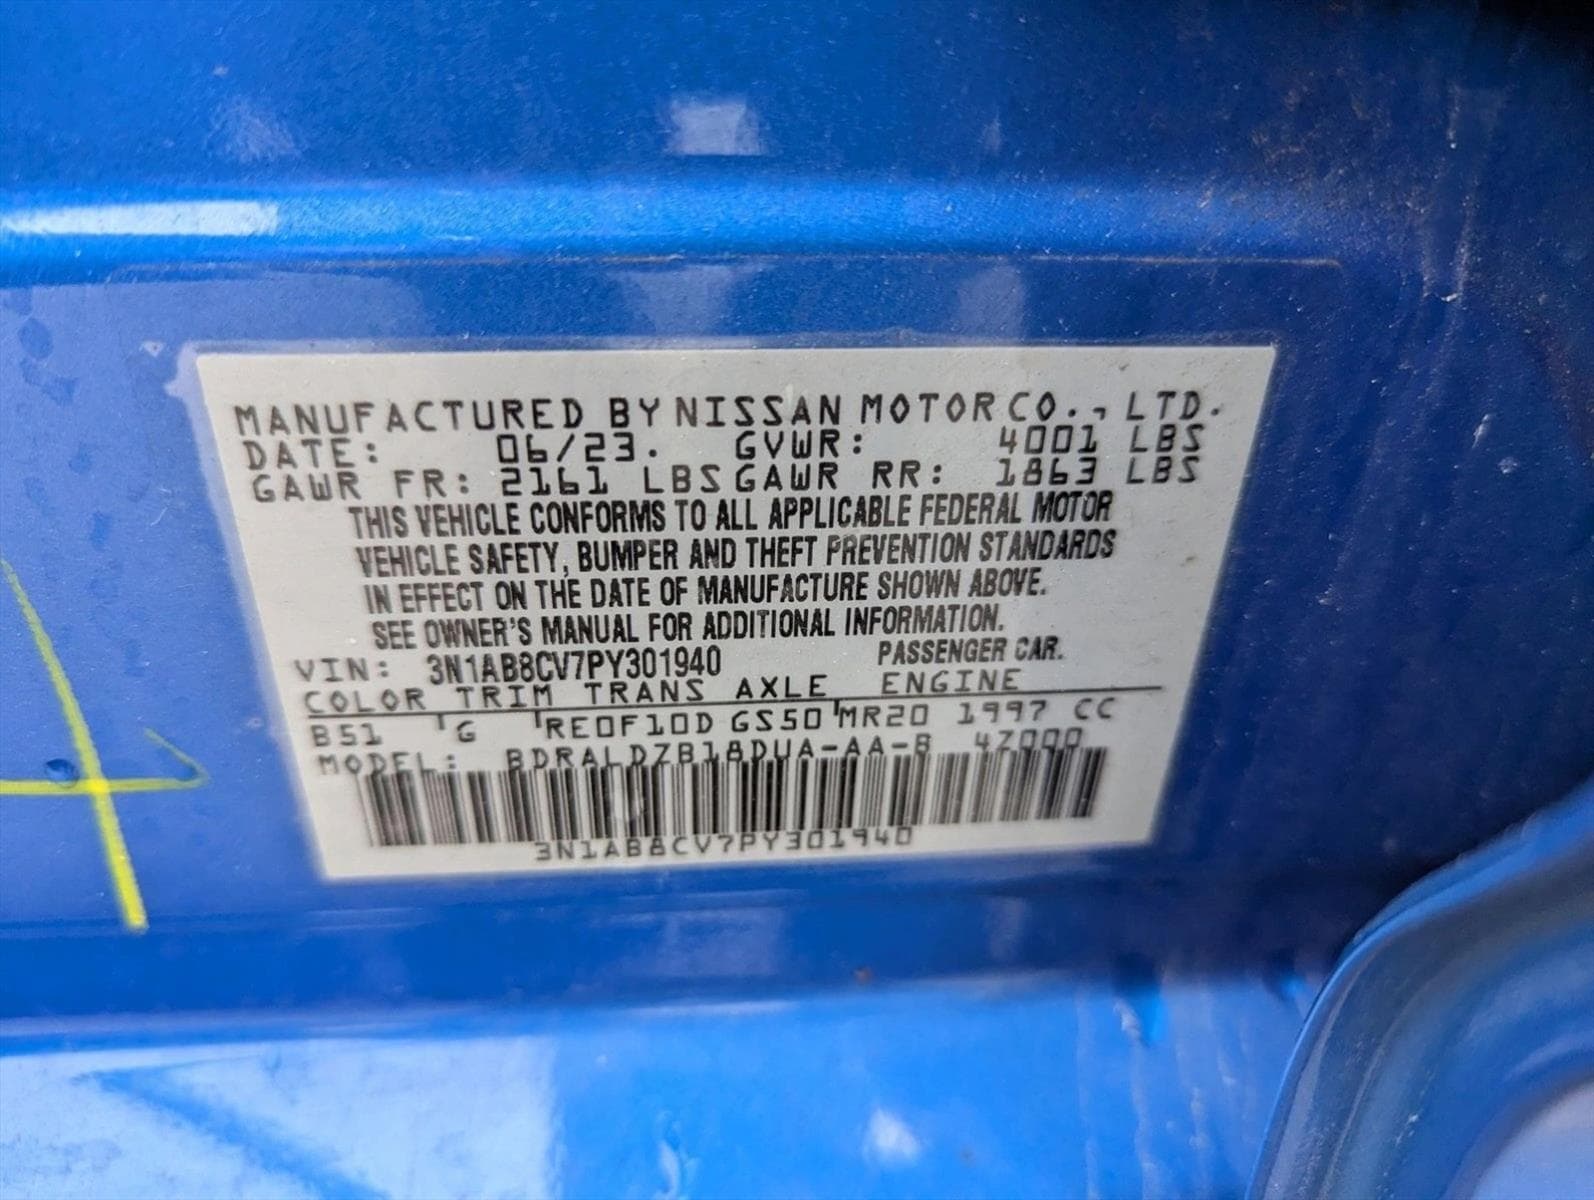 MANUFACTURED BY NISSAN MOTOR CO., LTD.
DATE: 06/23. GVWR: 4001 LBS
GAWR FR: 2161 LBS GAWR RR: 1863 LBS
THIS VEHICLE CONFORMS TO ALL APPLICABLE FEDERAL MOTOR
VEHICLE SAFETY, BUMPER AND THEFT PREVENTION STANDARDS
IN EFFECT ON THE DATE OF MANUFACTURE SHOWN ABOVE.
SEE OWNER'S MANUAL FOR ADDITIONAL INFORMATION.
VIN: 3N1AB8CV7PY301940 PASSENGER CAR.
COLOR TRIM TRANS AXLE ENGINE
B51 G RE0F10D GS50 MR20 1997 CC
MODEL: BDRALDZB18DUA-AA-B 47000
3N1AB8CV7PY301940